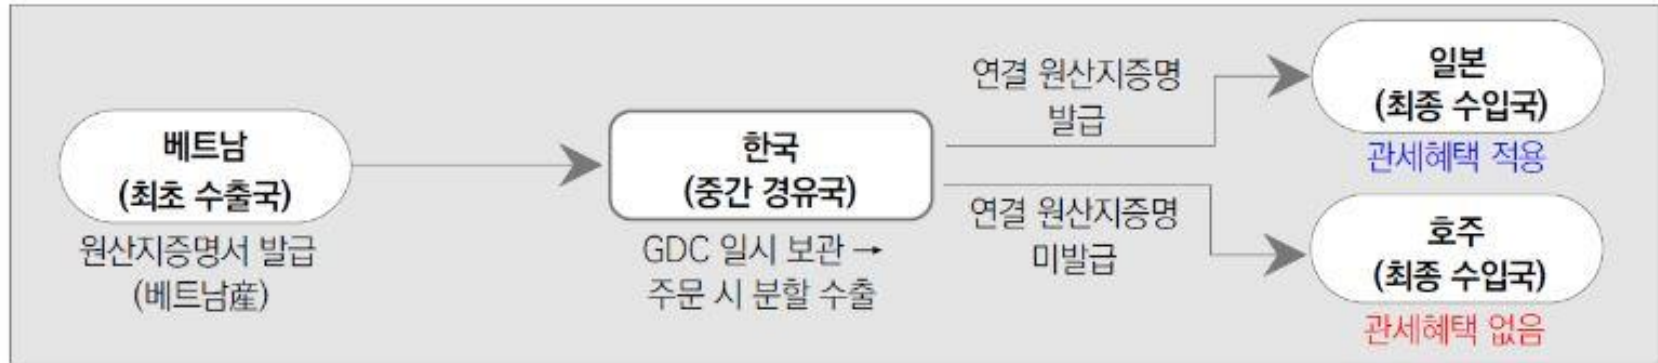 베트남
(최초 수출국)
원산지증명서 발급
(베트남産)
한국
(중간 경유국)
GDC 일시 보관 →
주문 시 분할 수출
연결 원산지증명
발급
일본
(최종 수입국)
관세혜택 적용
연결 원산지증명
미발급
호주
(최종 수입국)
관세혜택 없음